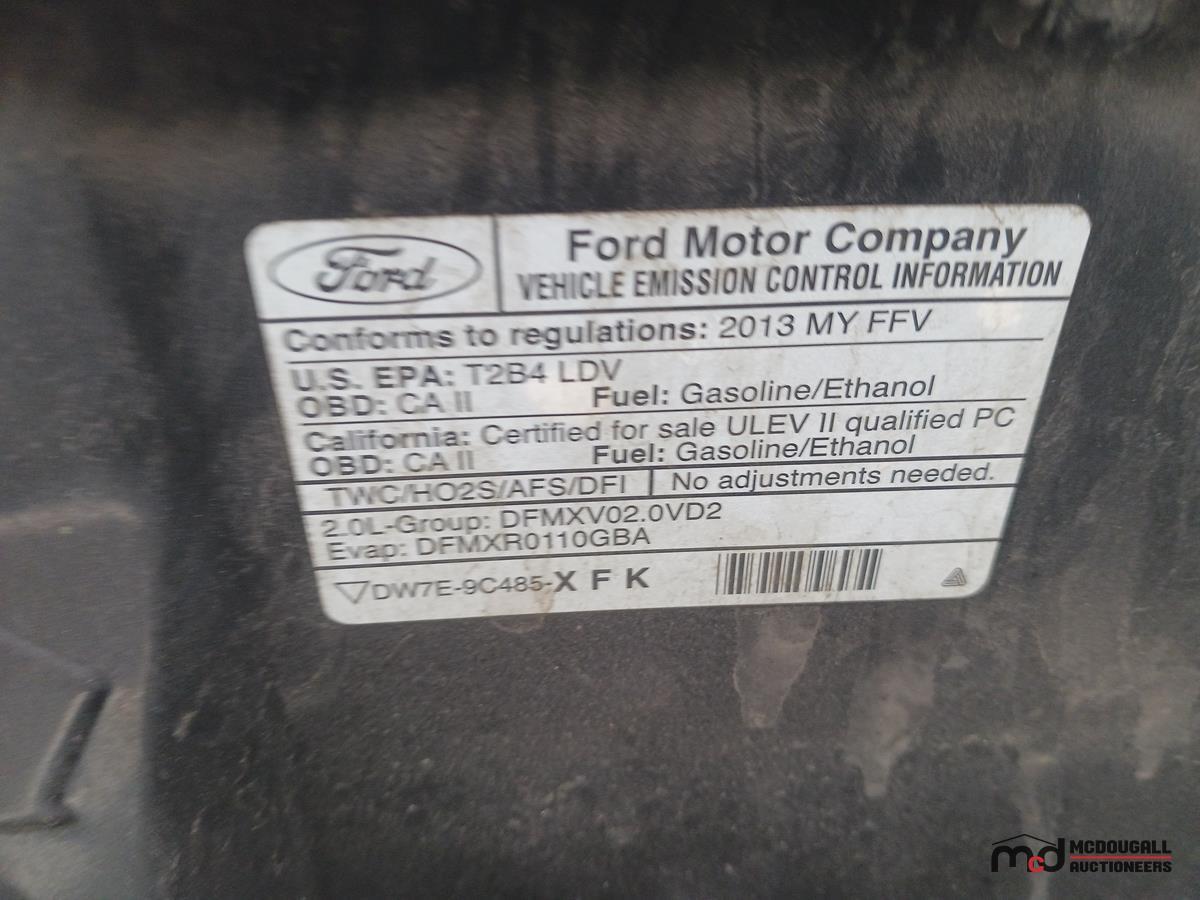 Ford
Ford Motor Company
VEHICLE EMISSION CONTROL INFORMATION
Conforms to regulations: 2013 MY FFV
U.S. EPA: T2B4 LDV
OBD: CA II Fuel: Gasoline/Ethanol
California: Certified for sale ULEV II qualified PC
OBD: CA II Fuel: Gasoline/Ethanol
TWC/HO2S/AFS/DFI No adjustments needed.
2.0L-Group: DFMXV02.0VD2
Evap: DFMXR0110GBA
DW7E-9C485-X F K
mcd MCDOUGALL
AUCTIONEERS